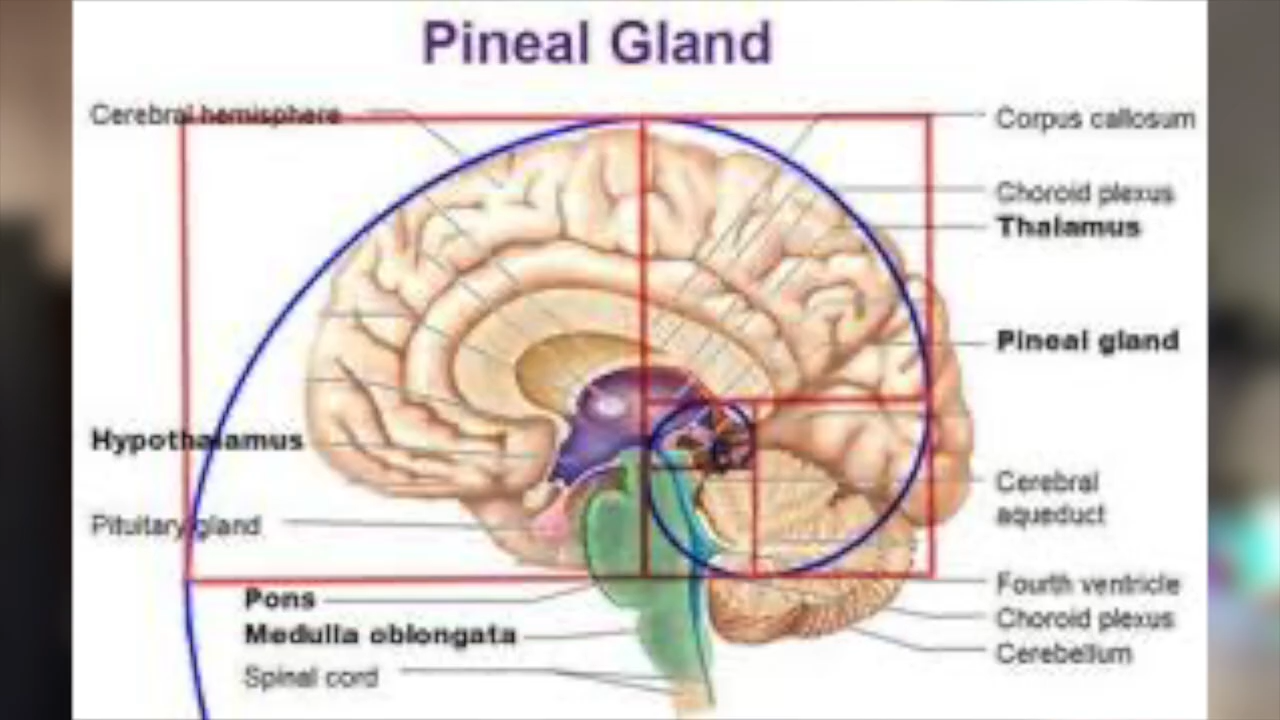 Pineal Gland
Cerebral hemisphere
Corpus callosum
Choroid plexus
Thalamus
Pineal gland
Hypothalamus
Cerebral
aqueduct
Pituitary gland
Fourth ventricle
Pons
Choroid plexus
Medulla oblongata
Cerebellum
Spinal cord